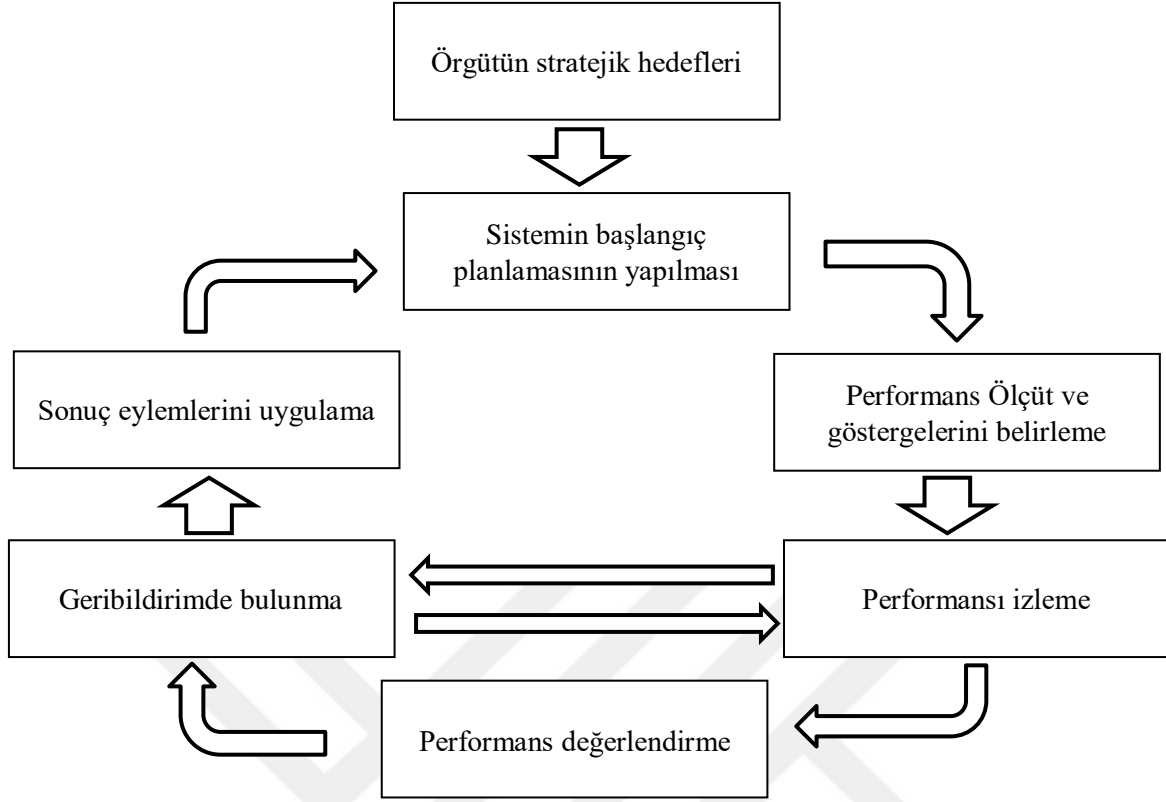 Örgütün stratejik hedefleri
Sistemin başlangıç
planlamasının yapılması
Sonuç eylemlerini uygulama
Performans Ölçüt ve
göstergelerini belirleme
Geribildirimde bulunma
Performansı izleme
Performans değerlendirme